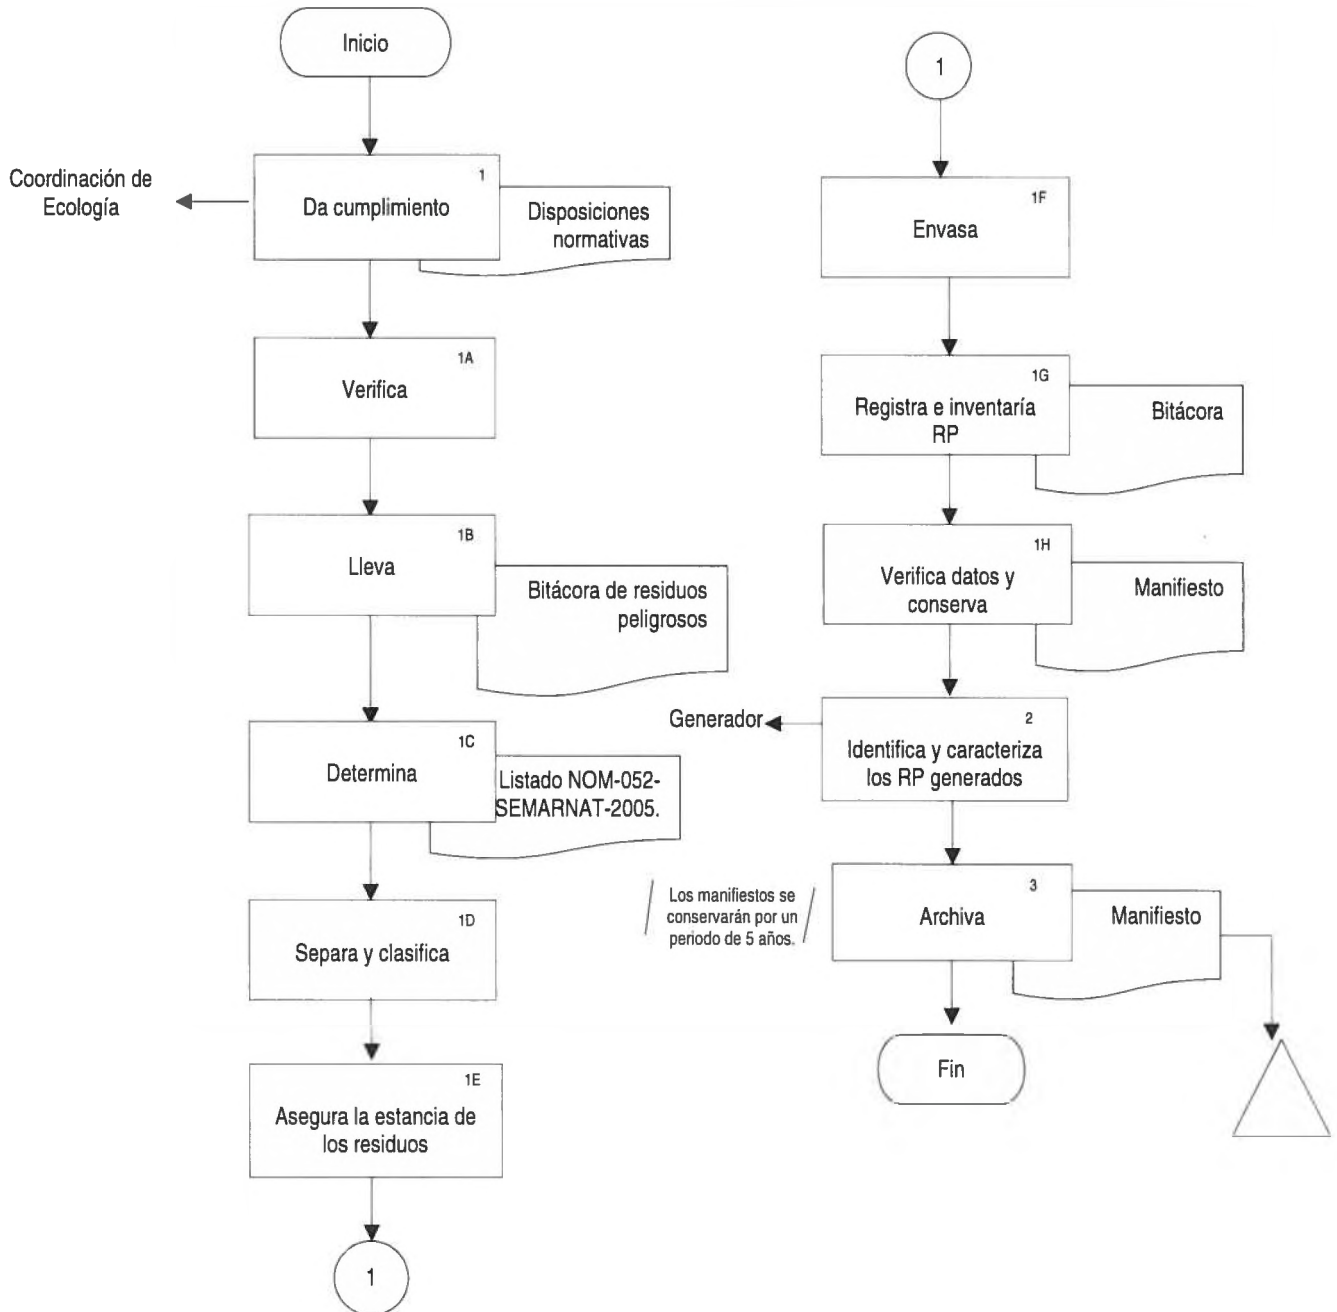 Inicio
Coordinación de
Ecología
1
Da cumplimiento
Disposiciones
normativas
1A
Verifica
1B
Lleva
Bitácora de residuos
peligrosos
1C
Determina
Listado NOM-052-
SEMARNAT-2005.
1D
Separa y clasifica
1E
Asegura la estancia de
los residuos
1
1
1F
Envasa
1G
Registra e inventaría
RP
Bitácora
1H
Verifica datos y
conserva
Manifiesto
Generador
2
Identifica y caracteriza
los RP generados
Los manifiestos se
conservarán por un
periodo de 5 años.
3
Archiva
Manifiesto
Fin